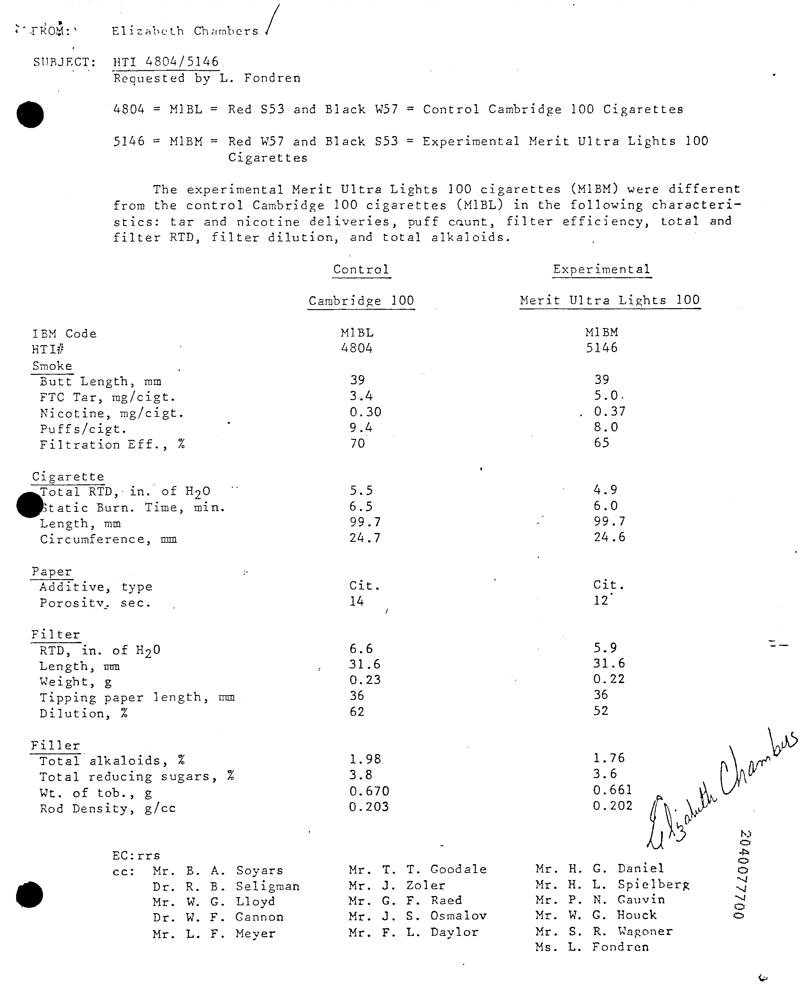 FROM: Elizabeth Chambers
SUBJECT: HTI 4804/5146
Requested by L. Fondren
4804 = M1BL = Red S53 and Black W57 = Control Cambridge 100 Cigarettes
5146 = M1BM = Red W57 and Black S53 = Experimental Merit Ultra Lights 100
Cigarettes
The experimental Merit Ultra Lights 100 cigarettes (M1BM) were different
from the control Cambridge 100 cigarettes (M1BL) in the following characteri-
stics: tar and nicotine deliveries, puff count, filter efficiency, total and
filter RTD, filter dilution, and total alkaloids.
Control Experimental
Cambridge 100 Merit Ultra Lights 100
IBM Code M1BL M1BM
HTI# 4804 5146
Smoke
Butt Length, mm 39 39
FTC Tar, mg/cigt. 3.4 5.0
Nicotine, mg/cigt. 0.30 0.37
Puffs/cigt. 9.4 8.0
Filtration Eff., % 70 65
Cigarette
Total RTD, in. of H2O 5.5 4.9
Static Burn. Time, min. 6.5 6.0
Length, mm 99.7 99.7
Circumference, mm 24.7 24.6
Paper
Additive, type Cit. Cit.
Porosity, sec. 14 12
Filter
RTD, in. of H2O 6.6 5.9
Length, mm 31.6 31.6
Weight, g 0.23 0.22
Tipping paper length, mm 36 36
Dilution, % 62 52
Filler
Total alkaloids, % 1.98 1.76
Total reducing sugars, % 3.8 3.6
Wt. of tob., g 0.670 0.661
Rod Density, g/cc 0.203 0.202
Elizabeth Chambers
2040077700
EC:rrs
cc: Mr. B. A. Soyars Mr. T. T. Goodale Mr. H. G. Daniel
Dr. R. B. Seligman Mr. J. Zoler Mr. H. L. Spielberg
Mr. W. G. Lloyd Mr. G. F. Raed Mr. P. N. Gauvin
Dr. W. F. Gannon Mr. J. S. Osmalov Mr. W. G. Houck
Mr. L. F. Meyer Mr. F. L. Daylor Mr. S. R. Wagoner
Ms. L. Fondren